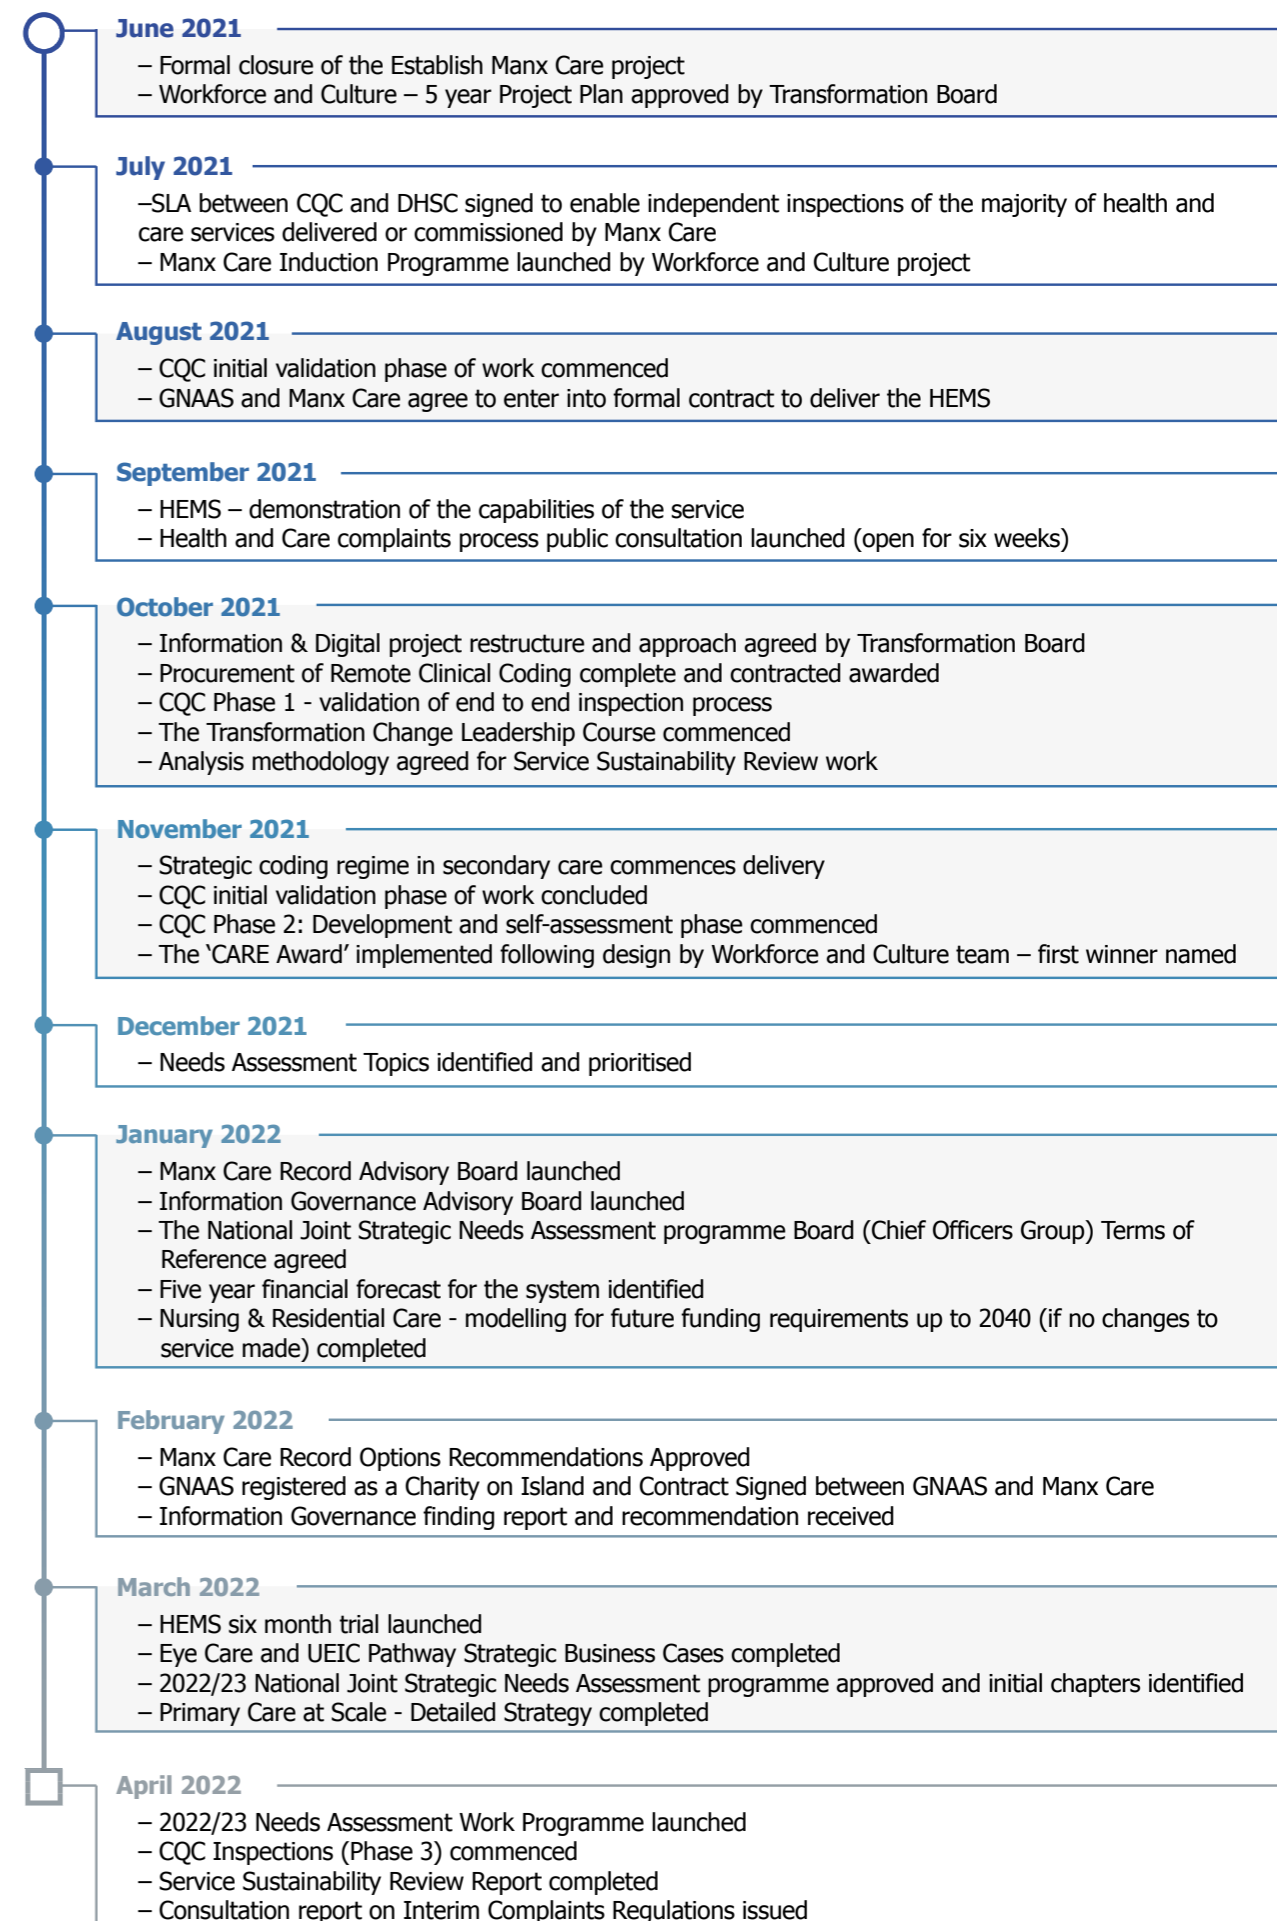 June 2021
– Formal closure of the Establish Manx Care project
– Workforce and Culture – 5 year Project Plan approved by Transformation Board
July 2021
–SLA between CQC and DHSC signed to enable independent inspections of the majority of health and
care services delivered or commissioned by Manx Care
– Manx Care Induction Programme launched by Workforce and Culture project
August 2021
– CQC initial validation phase of work commenced
– GNAAS and Manx Care agree to enter into formal contract to deliver the HEMS
September 2021
– HEMS – demonstration of the capabilities of the service
– Health and Care complaints process public consultation launched (open for six weeks)
October 2021
– Information & Digital project restructure and approach agreed by Transformation Board
– Procurement of Remote Clinical Coding complete and contracted awarded
– CQC Phase 1 - validation of end to end inspection process
– The Transformation Change Leadership Course commenced
– Analysis methodology agreed for Service Sustainability Review work
November 2021
– Strategic coding regime in secondary care commences delivery
– CQC initial validation phase of work concluded
– CQC Phase 2: Development and self-assessment phase commenced
– The ‘CARE Award’ implemented following design by Workforce and Culture team – first winner named
December 2021
– Needs Assessment Topics identified and prioritised
January 2022
– Manx Care Record Advisory Board launched
– Information Governance Advisory Board launched
– The National Joint Strategic Needs Assessment programme Board (Chief Officers Group) Terms of
Reference agreed
– Five year financial forecast for the system identified
– Nursing & Residential Care - modelling for future funding requirements up to 2040 (if no changes to
service made) completed
February 2022
– Manx Care Record Options Recommendations Approved
– GNAAS registered as a Charity on Island and Contract Signed between GNAAS and Manx Care
– Information Governance finding report and recommendation received
March 2022
– HEMS six month trial launched
– Eye Care and UEIC Pathway Strategic Business Cases completed
– 2022/23 National Joint Strategic Needs Assessment programme approved and initial chapters identified
– Primary Care at Scale - Detailed Strategy completed
April 2022
– 2022/23 Needs Assessment Work Programme launched
– CQC Inspections (Phase 3) commenced
– Service Sustainability Review Report completed
– Consultation report on Interim Complaints Regulations issued